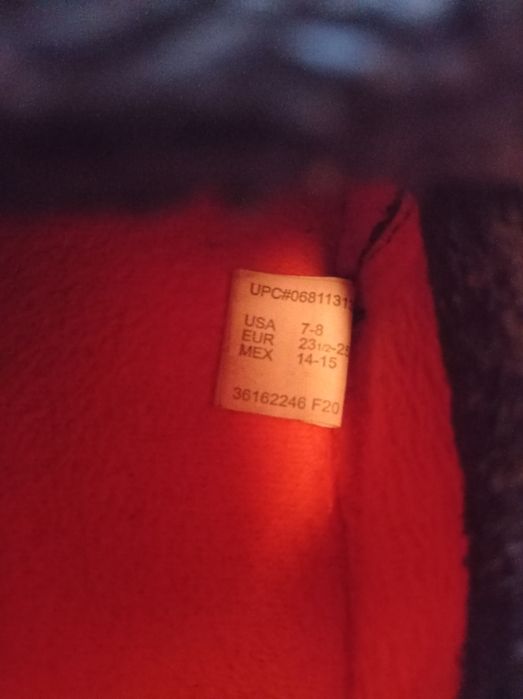 UPC#06811313
USA 7-8
EUR 23 1/2-25
MEX 14-15
36162246 F20